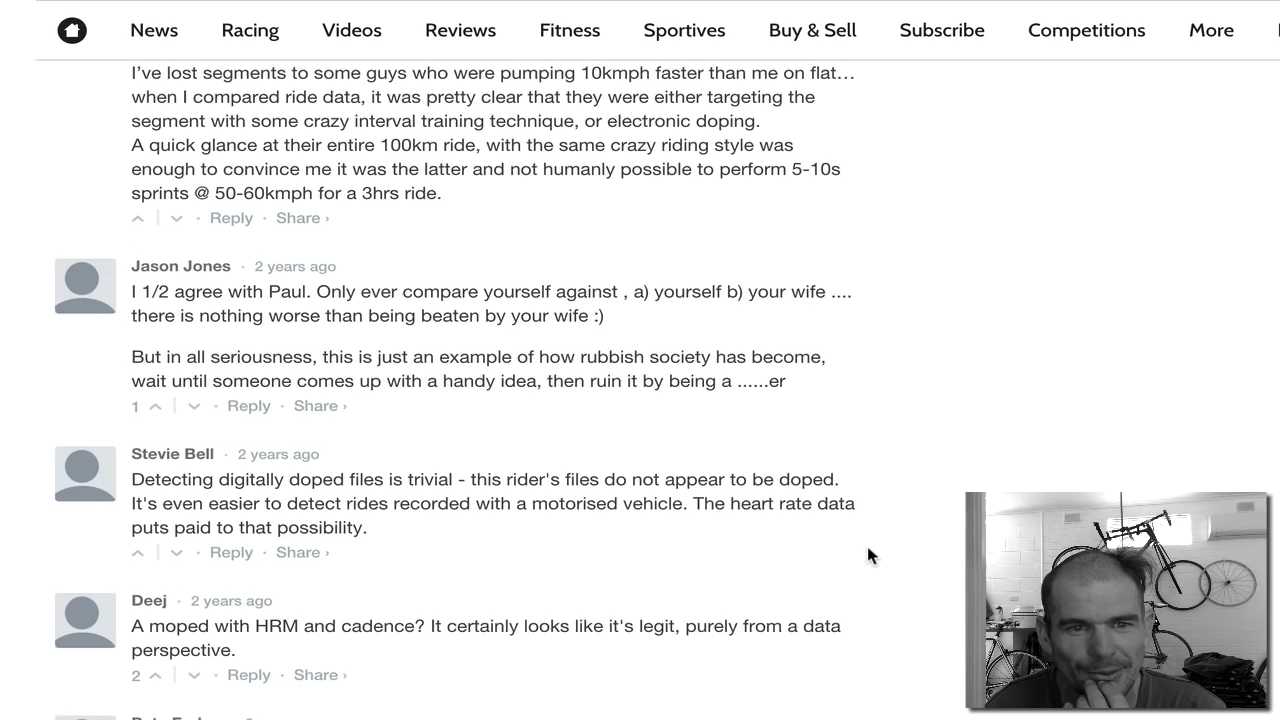 News Racing Videos Reviews Fitness Sportives Buy & Sell Subscribe Competitions More
I’ve lost segments to some guys who were pumping 10kmph faster than me on flat…
when I compared ride data, it was pretty clear that they were either targeting the
segment with some crazy interval training technique, or electronic doping.
A quick glance at their entire 100km ride, with the same crazy riding style was
enough to convince me it was the latter and not humanly possible to perform 5-10s
sprints @ 50-60kmph for a 3hrs ride.
Reply · Share ›
Jason Jones · 2 years ago
I 1/2 agree with Paul. Only ever compare yourself against , a) yourself b) your wife ....
there is nothing worse than being beaten by your wife :)
But in all seriousness, this is just an example of how rubbish society has become,
wait until someone comes up with a handy idea, then ruin it by being a ......er
1 · Reply · Share ›
Stevie Bell · 2 years ago
Detecting digitally doped files is trivial - this rider's files do not appear to be doped.
It's even easier to detect rides recorded with a motorised vehicle. The heart rate data
puts paid to that possibility.
Reply · Share ›
Deej · 2 years ago
A moped with HRM and cadence? It certainly looks like it's legit, purely from a data
perspective.
2 · Reply · Share ›